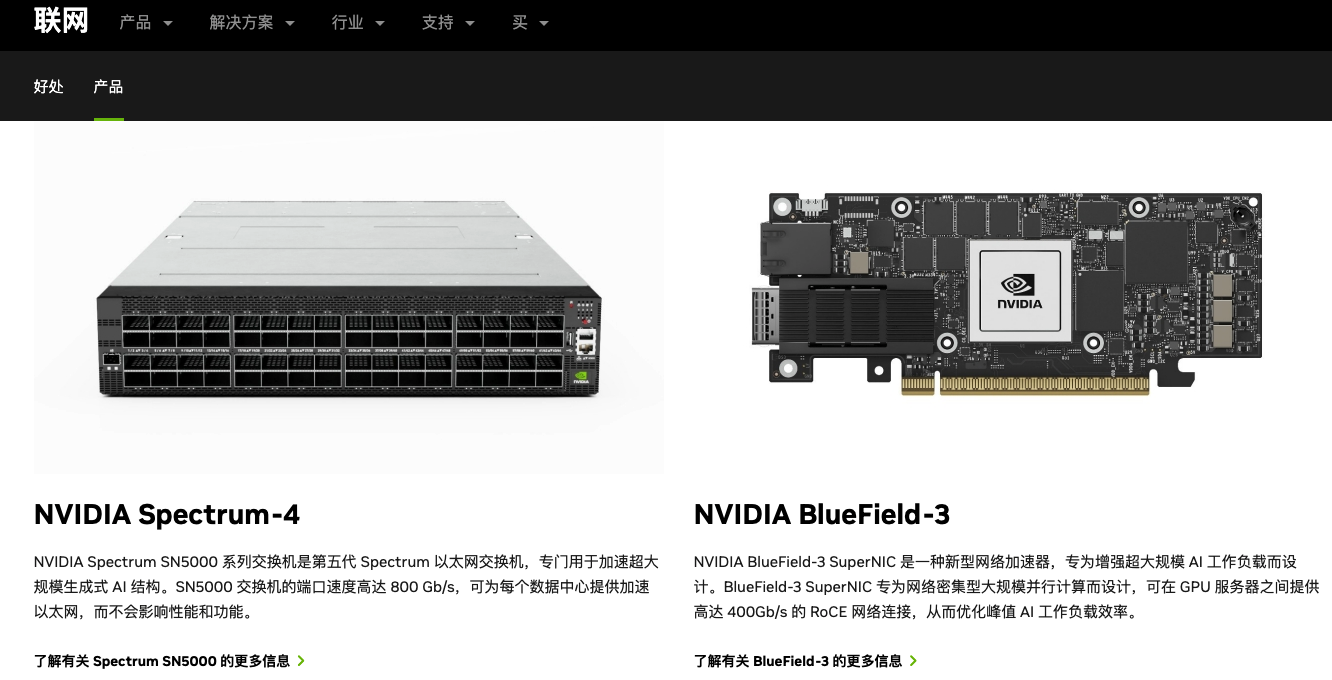 联网
产品
解决方案
行业
支持
买
好处
产品
NVIDIA
NVIDIA
NVIDIA Spectrum-4
NVIDIA Spectrum SN5000 系列交换机是第五代 Spectrum 以太网交换机，专门用于加速超大
规模生成式 AI 结构。SN5000 交换机的端口速度高达 800 Gb/s，可为每个数据中心提供加速
以太网，而不会影响性能和功能。
了解有关 Spectrum SN5000 的更多信息
NVIDIA BlueField-3
NVIDIA BlueField-3 SuperNIC 是一种新型网络加速器，专为增强超大规模 AI 工作负载而设
计。BlueField-3 SuperNIC 专为网络密集型大规模并行计算而设计，可在 GPU 服务器之间提供
高达 400Gb/s 的 RoCE 网络连接，从而优化峰值 AI 工作负载效率。
了解有关 BlueField-3 的更多信息